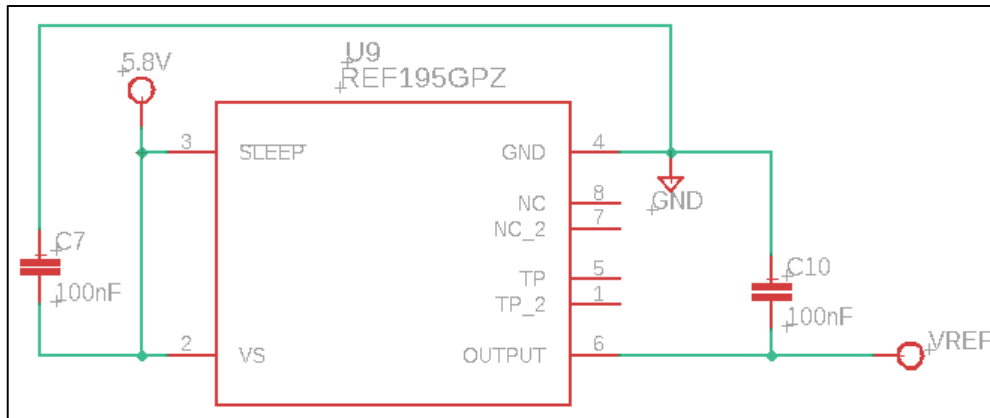 5.8V
U9
REF195GPZ
3
SLEEP
GND
4
NC
8
NC_2
7
GND
C7
100nF
TP
5
TP_2
1
C10
100nF
2
VS
OUTPUT
6
VREF